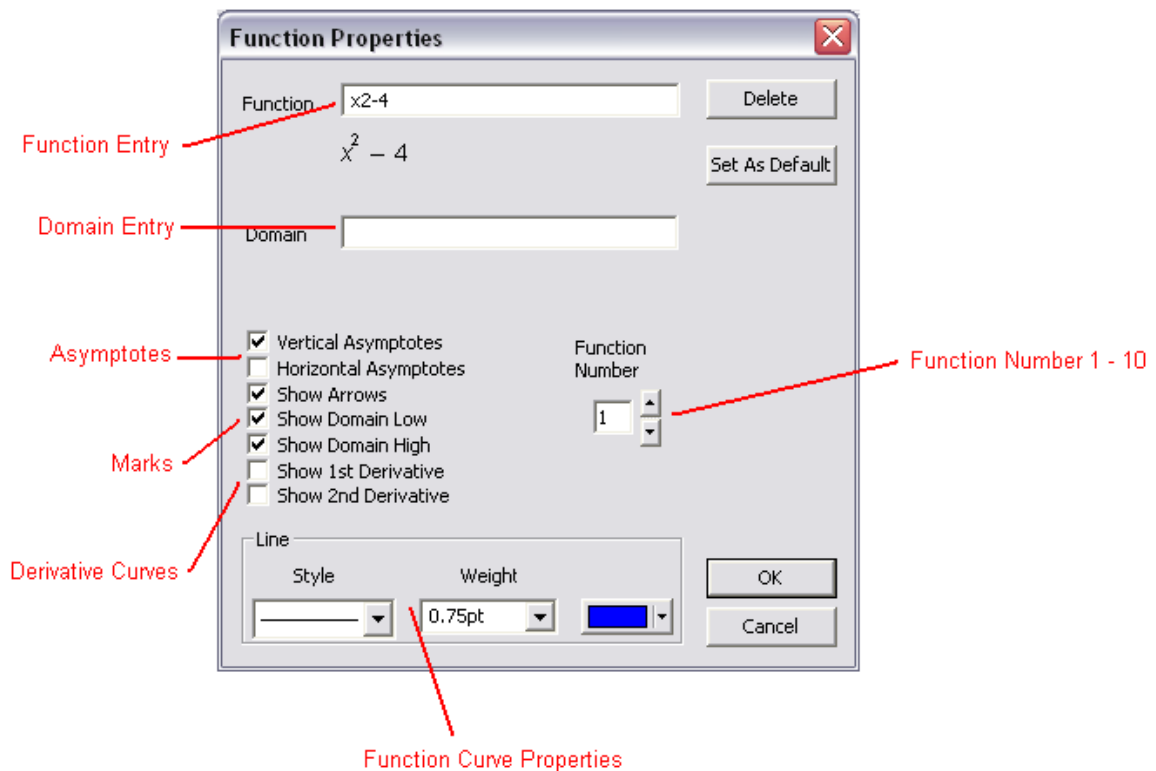 Function Properties
Function
x2-4
Delete
Function Entry
x² – 4
Set As Default
Domain Entry
Domain
Asymptotes
Vertical Asymptotes
Horizontal Asymptotes
Show Arrows
Show Domain Low
Show Domain High
Show 1st Derivative
Show 2nd Derivative
Function
Number
1
Function Number 1 - 10
Marks
Derivative Curves
Line
Style
Weight
0.75pt
OK
Cancel
Function Curve Properties